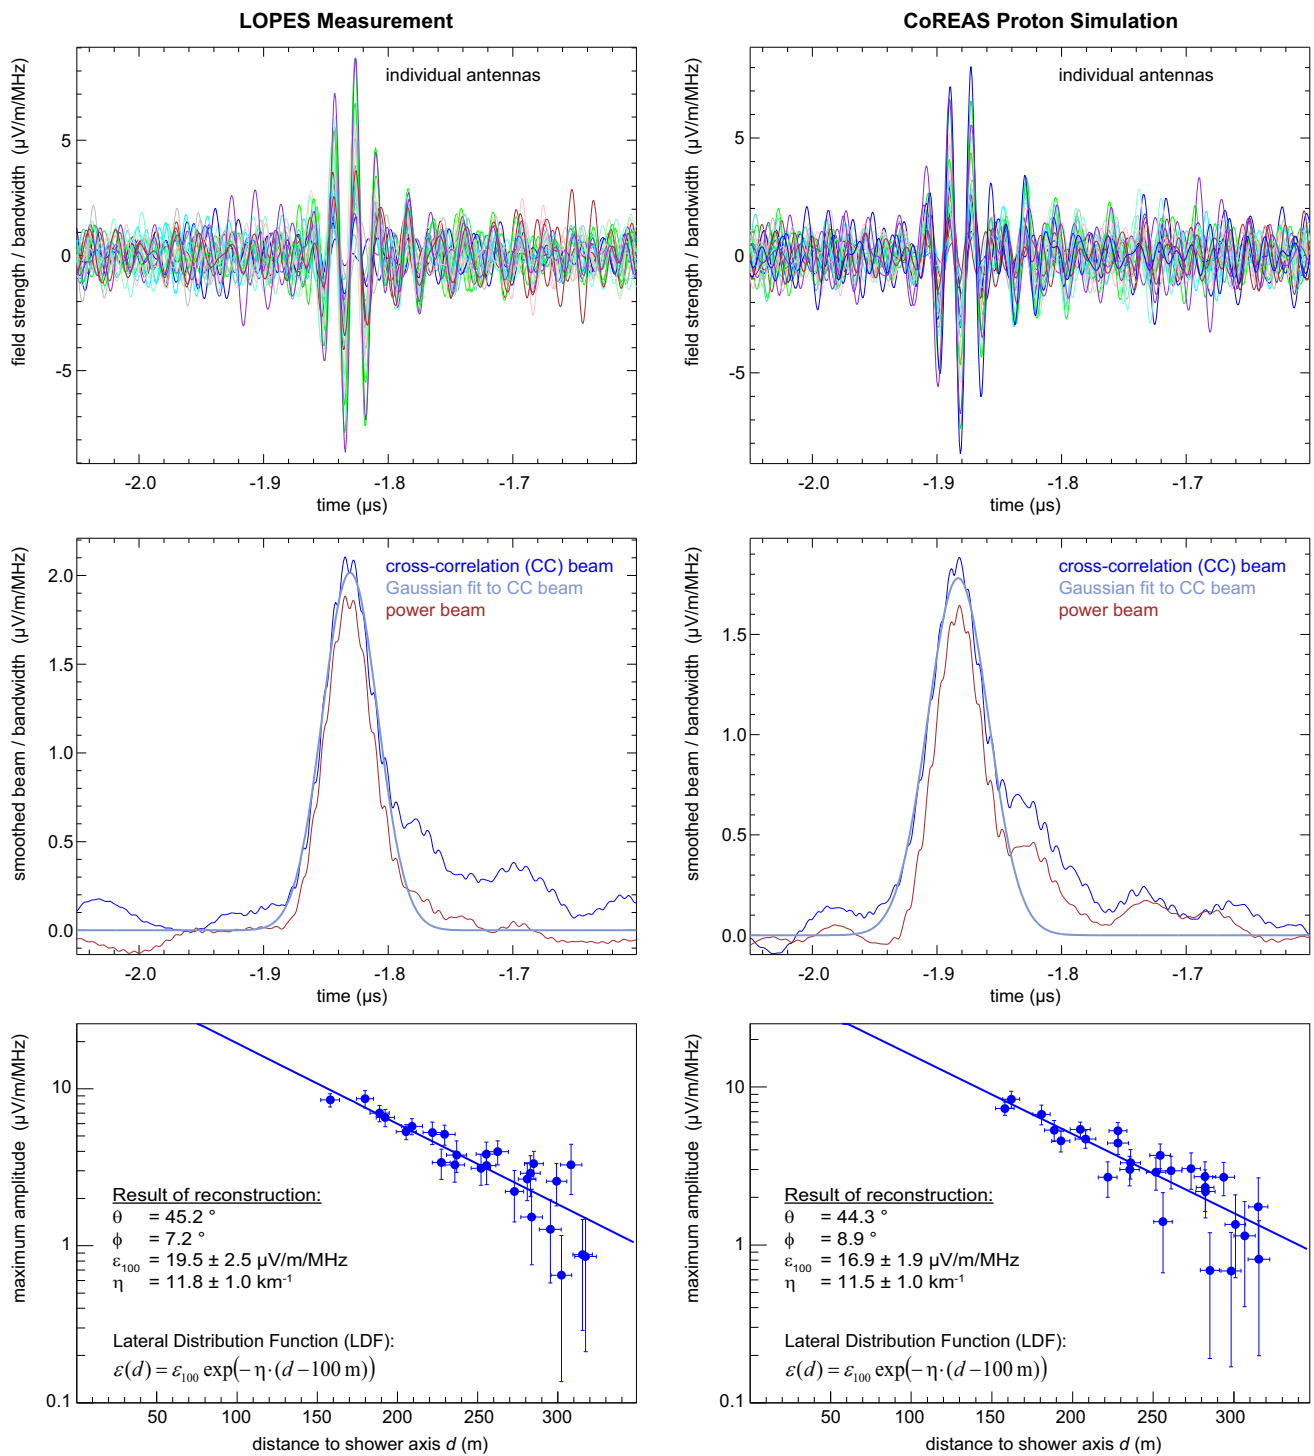 LOPES Measurement
CoREAS Proton Simulation
individual antennas
field strength / bandwidth (µV/m/MHz)
5
0
-5
-2.0 -1.9 -1.8 -1.7
time (µs)
individual antennas
field strength / bandwidth (µV/m/MHz)
5
0
-5
-2.0 -1.9 -1.8 -1.7
time (µs)
cross-correlation (CC) beam
Gaussian fit to CC beam
power beam
smoothed beam / bandwidth (µV/m/MHz)
2.0
1.5
1.0
0.5
0.0
-2.0 -1.9 -1.8 -1.7
time (µs)
cross-correlation (CC) beam
Gaussian fit to CC beam
power beam
smoothed beam / bandwidth (µV/m/MHz)
1.5
1.0
0.5
0.0
-2.0 -1.9 -1.8 -1.7
time (µs)
maximum amplitude (µV/m/MHz)
10
1
0.1
Result of reconstruction:
θ = 45.2 °
ϕ = 7.2 °
ε₁₀₀ = 19.5 ± 2.5 µV/m/MHz
η = 11.8 ± 1.0 km⁻¹
Lateral Distribution Function (LDF):
ε(d) = ε₁₀₀ exp(−η·(d−100 m))
50 100 150 200 250 300
distance to shower axis d (m)
maximum amplitude (µV/m/MHz)
10
1
0.1
Result of reconstruction:
θ = 44.3 °
ϕ = 8.9 °
ε₁₀₀ = 16.9 ± 1.9 µV/m/MHz
η = 11.5 ± 1.0 km⁻¹
Lateral Distribution Function (LDF):
ε(d) = ε₁₀₀ exp(−η·(d−100 m))
50 100 150 200 250 300
distance to shower axis d (m)